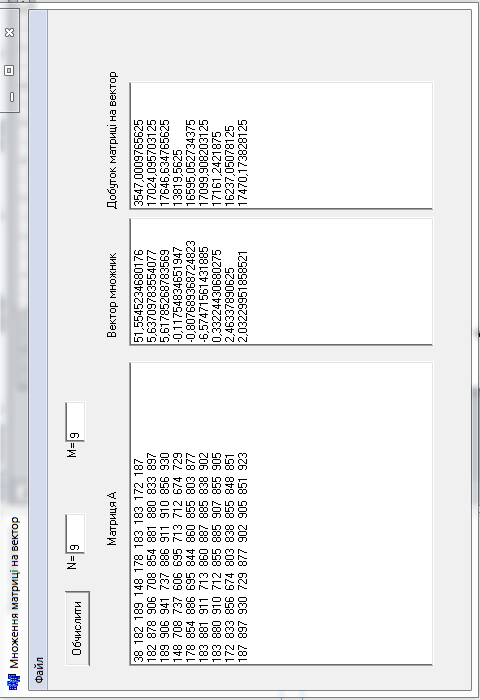 Множення матриці на вектор
Файл
Обчислити
N= 9
M= 9
Матриця А
38 182 189 148 178 183 183 172 187
182 878 906 708 854 881 880 833 897
189 906 941 737 886 911 910 856 930
148 708 737 606 695 713 712 674 729
178 854 886 695 844 860 855 803 877
183 881 911 713 860 887 885 838 902
183 880 910 712 855 885 907 855 905
172 833 856 674 803 838 855 848 851
187 897 930 729 877 902 905 851 923
Вектор множник
51,5545234680176
5,63709783554077
5,61785268783569
-0,11754834651947
-0,807689368724823
-6,57471561431885
0,33224430680275
2,46337890625
2,03229951858521
Добуток матриці на вектор
3547,0009765625
17024,095703125
17646,634765625
13819,5625
16595,052734375
17099,908203125
17161,2421875
16237,05078125
17470,173828125